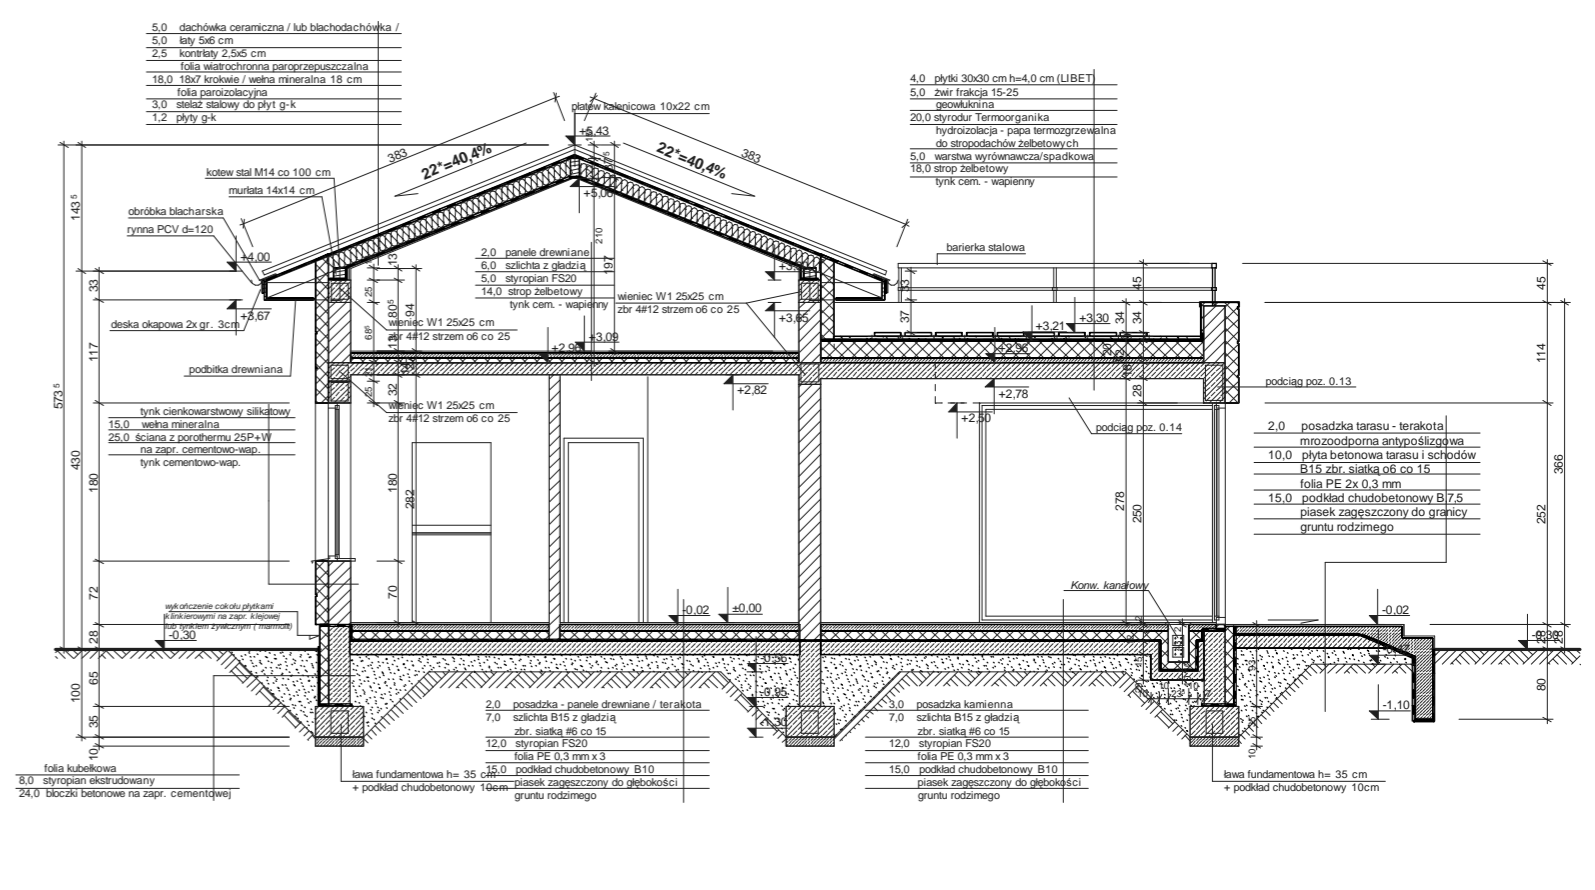 5,0 dachówka ceramiczna / lub blachodachówka /
5,0 łaty 5x6 cm
2,5 kontrłaty 2,5x5 cm
folia wiatrochronna paroprzepuszczalna
18,0 18x7 krokwie / wełna mineralna 18 cm
folia paroizolacyjna
3,0 stelaż stalowy do płyt g-k
1,2 płyty g-k
płatew kalenicowa 10x22 cm
4,0 płytki 30x30 cm h=4,0 cm (LIBET)
5,0 żwir frakcja 15-25
geowłuknina
20,0 styrodur Termoorganika
hydroizolacja - papa termozgrzewalna
do stropodachów żelbetowych
5,0 warstwa wyrównawcza/spadkowa
18,0 strop żelbetowy
tynk cem. - wapienny
+5,43
383
22*=40,4%
22*=40,4%
383
kotew stal M14 co 100 cm
murłata 14x14 cm
obróbka blacharska
rynna PCV d=120
+4,00
+3,67
deska okapowa 2x gr. 3cm
podbitka drewniana
143 5
33
117
573 5
430
180
72
28
100
65
35
10
210
197
2,0 panele drewniane
6,0 szlichta z gładzią
5,0 styropian FS20
14,0 strop żelbetowy
tynk cem. - wapienny
wieniec W1 25x25 cm
zbr 4#12 strzem o6 co 25
wieniec W1 25x25 cm
zbr 4#12 strzem o6 co 25
wieniec W1 25x25 cm
zbr 4#12 strzem o6 co 25
13
25
80 5
94
68 5
13
25
32
180
282
70
+3,09
+2,82
barierka stalowa
33
37
45
34
34
+3,21
+3,30
+2,96
+2,78
+2,50
28
278
250
podciąg poz. 0.13
podciąg poz. 0.14
45
114
252
366
80
tynk cienkowarstwowy silikatowy
15,0 wełna mineralna
25,0 ściana z porothermu 25P+W
na zapr. cementowo-wap.
tynk cementowo-wap.
2,0 posadzka tarasu - terakota
mrozoodporna antypoślizgowa
10,0 płyta betonowa tarasu i schodów
B15 zbr. siatką o6 co 15
folia PE 2x 0,3 mm
15,0 podkład chudobetonowy B.7,5
piasek zagęszczony do granicy
gruntu rodzimego
Konw. kanałowy
wykończenie cokołu płytkami
klinkierowymi na zapr. klejowej
lub tynkiem żywicznym ( marmolit)
-0,30
-0,02
±0,00
-0,02
-0,56
-0,95
-1,30
-1,10
2,0 posadzka - panele drewniane / terakota
7,0 szlichta B15 z gładzią
zbr. siatką #6 co 15
12,0 styropian FS20
folia PE 0,3 mm x 3
15,0 podkład chudobetonowy B10
piasek zagęszczony do głębokości
gruntu rodzimego
3,0 posadzka kamienna
7,0 szlichta B15 z gładzią
zbr. siatką #6 co 15
12,0 styropian FS20
folia PE 0,3 mm x 3
15,0 podkład chudobetonowy B10
piasek zagęszczony do głębokości
gruntu rodzimego
folia kubełkowa
8,0 styropian ekstrudowany
24,0 bloczki betonowe na zapr. cementowej
ława fundamentowa h= 35 cm
+ podkład chudobetonowy 10cm
ława fundamentowa h= 35 cm
+ podkład chudobetonowy 10cm